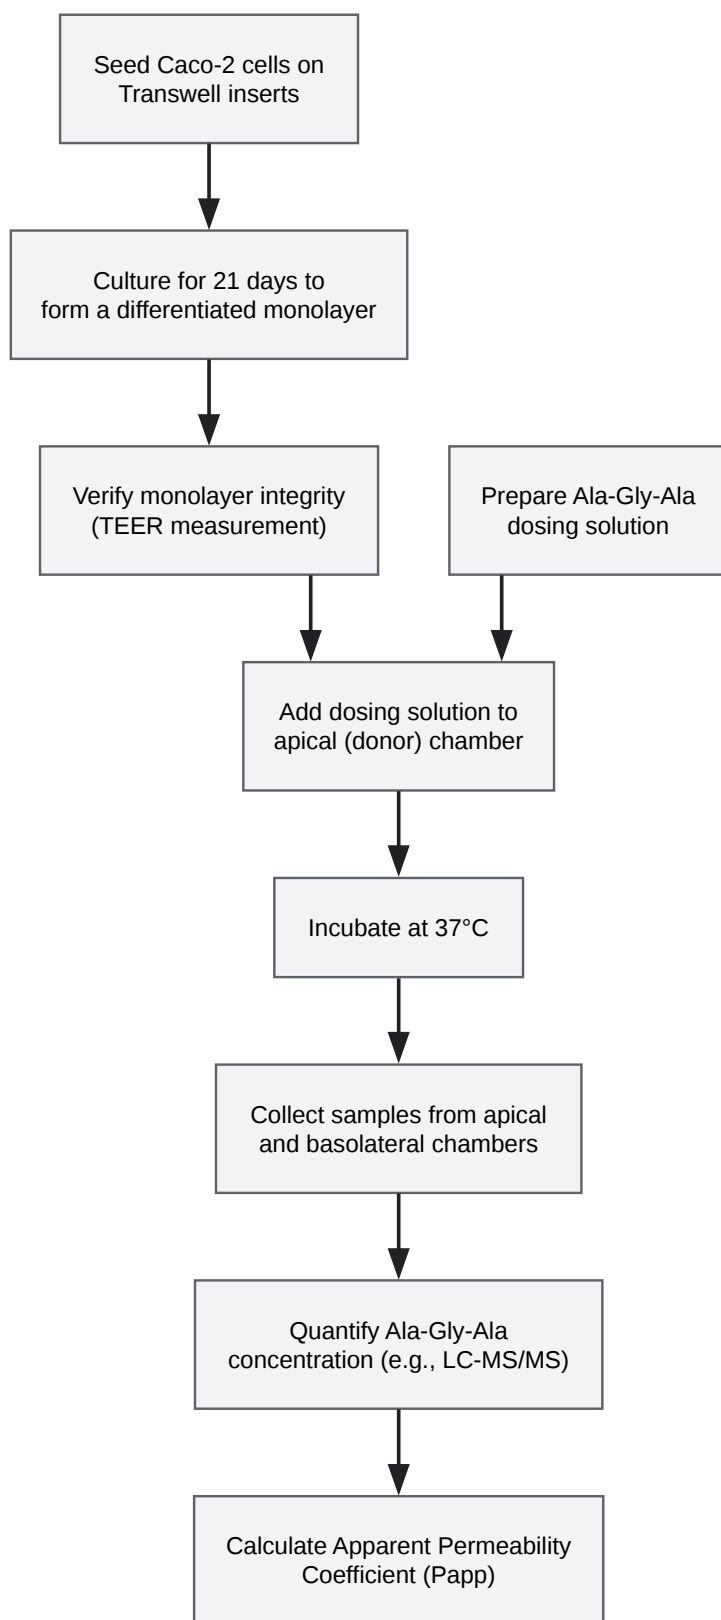 Seed Caco-2 cells on
Transwell inserts
Culture for 21 days to
form a differentiated monolayer
Verify monolayer integrity
(TEER measurement)
Prepare Ala-Gly-Ala
dosing solution
Add dosing solution to
apical (donor) chamber
Incubate at 37°C
Collect samples from apical
and basolateral chambers
Quantify Ala-Gly-Ala
concentration (e.g., LC-MS/MS)
Calculate Apparent Permeability
Coefficient (Papp)